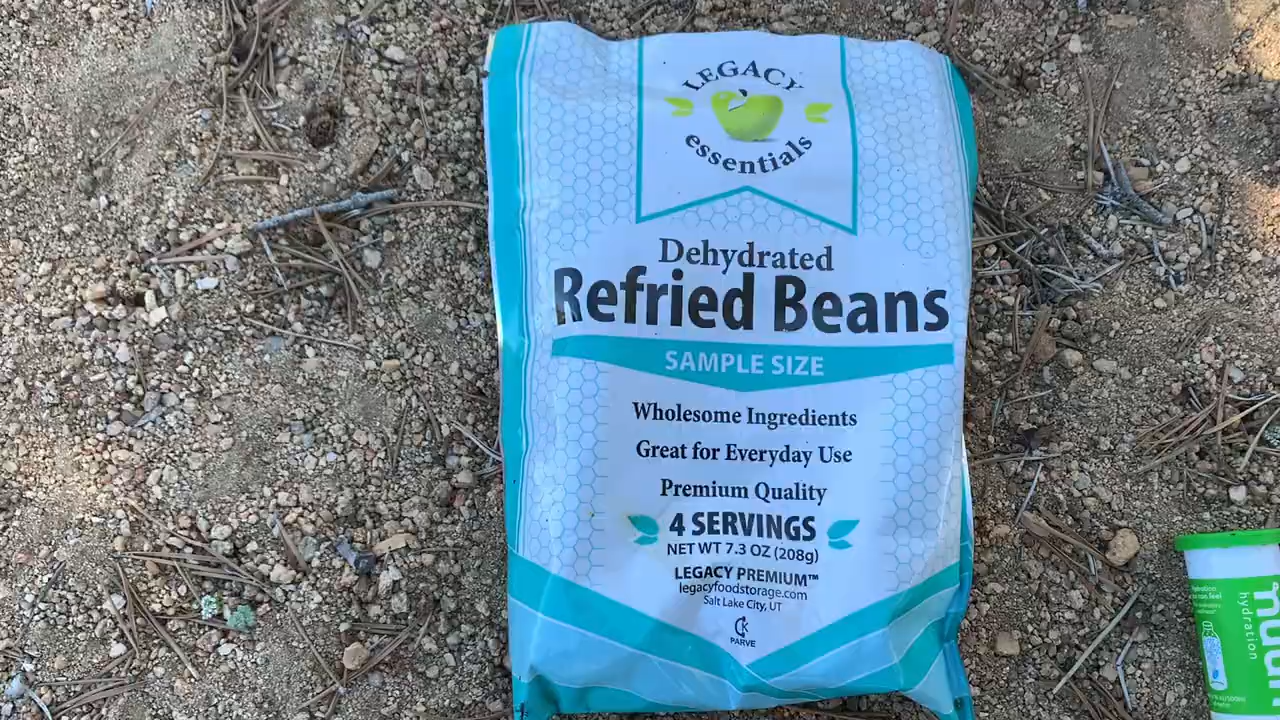 LEGACY
essentials
Dehydrated
Refried Beans
SAMPLE SIZE
Wholesome Ingredients
Great for Everyday Use
Premium Quality
4 SERVINGS
NET WT 7.3 OZ (208g)
LEGACY PREMIUM™
legacyfoodstorage.com
Salt Lake City, UT
K
PARVE
nuun
hydration